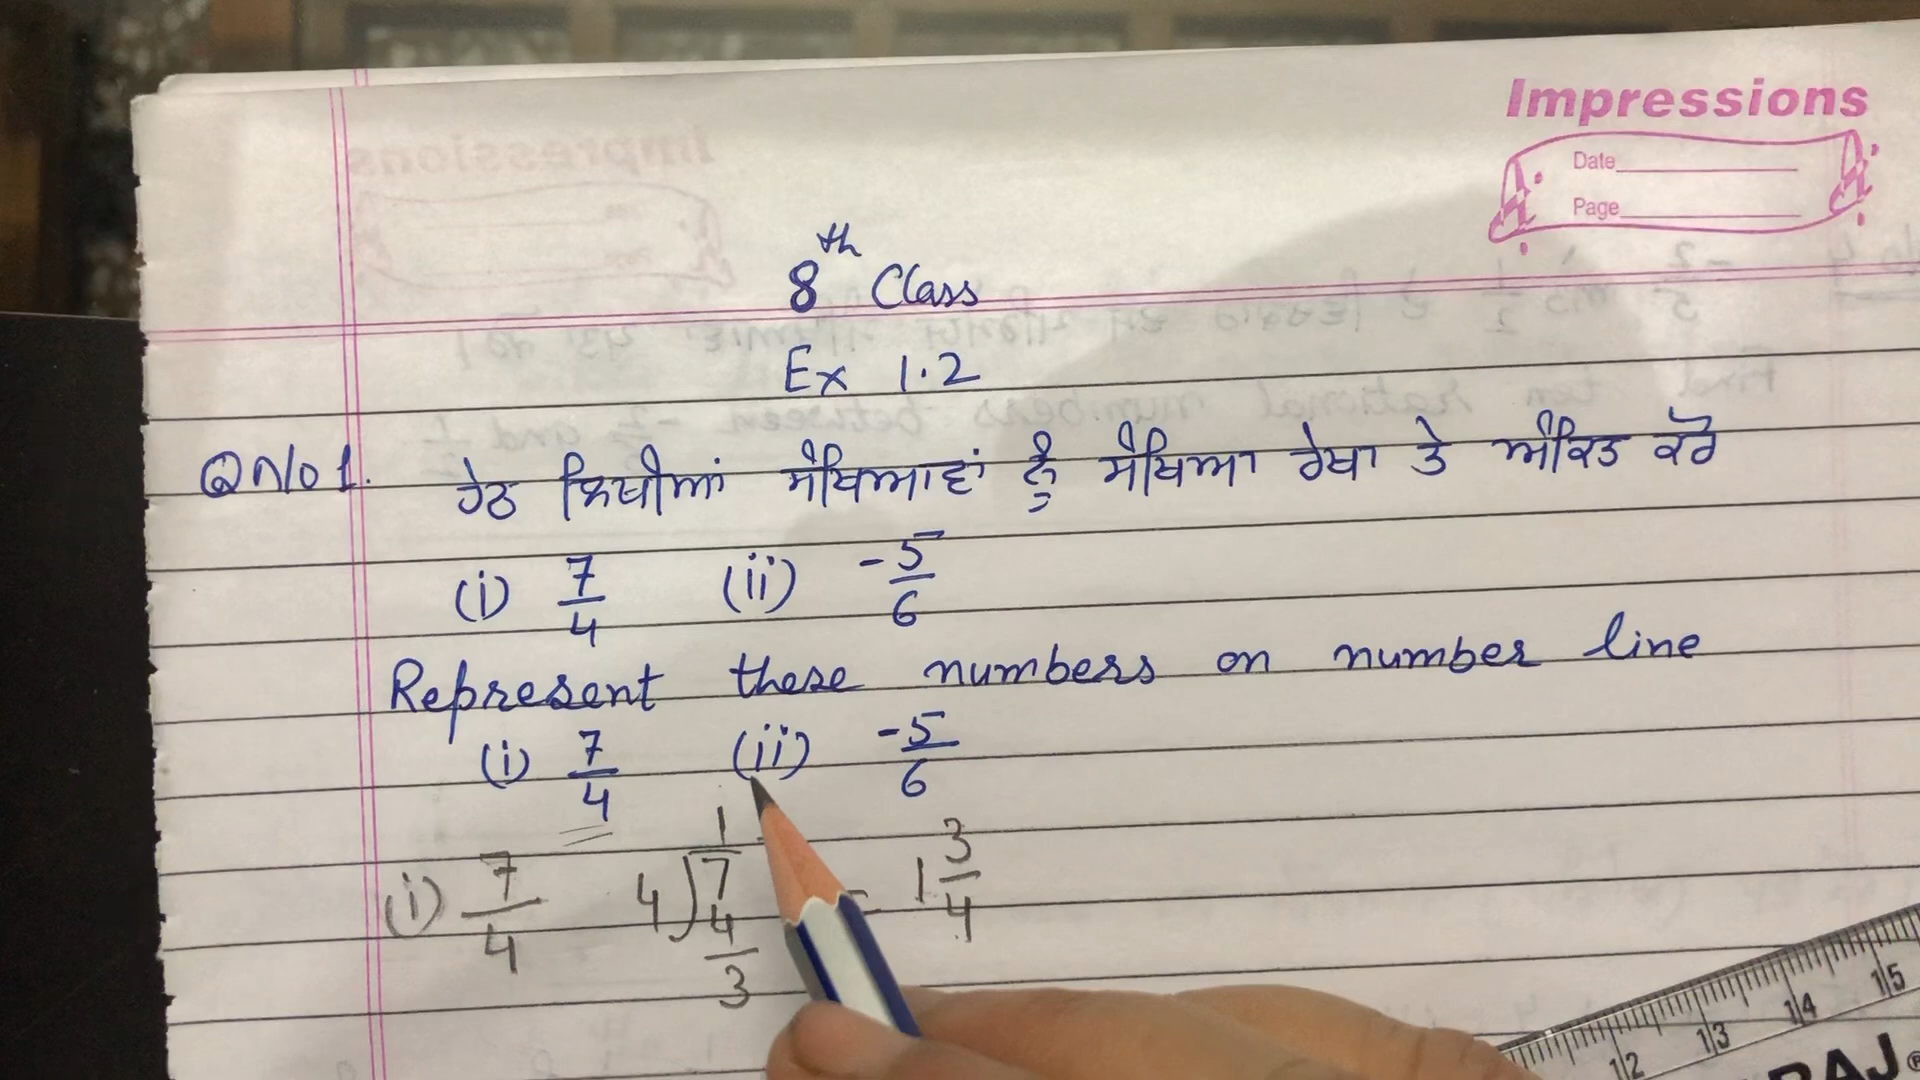 Impressions
Date
Page
8th Class
Ex 1.2
Q No 1. ਹੇਠ ਲਿਖੀਆਂ ਸੰਖਿਆਵਾਂ ਨੂੰ ਸੰਖਿਆ ਰੇਖਾ ਤੇ ਅੰਕਿਤ ਕਰੋ
(i) 7/4 (ii) -5/6
Represent these numbers on number line
(i) 7/4 (ii) -5/6
1
(i) 7/4 4)7 = 1 3/4
4
3
12 13 14 15